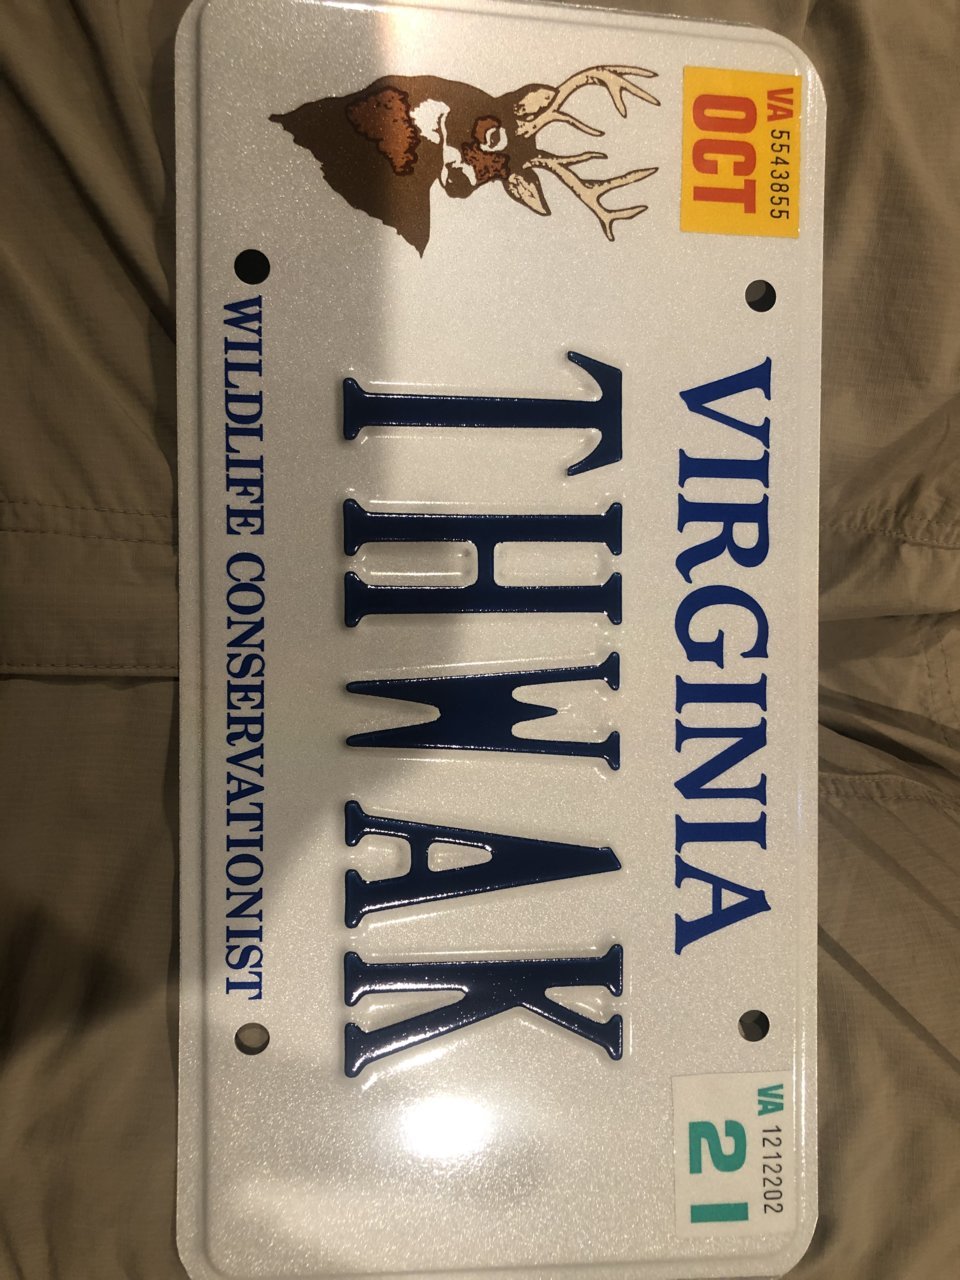 VA 5543855
OCT
VIRGINIA
VA 1212202
21
THWAK
WILDLIFE CONSERVATIONIST